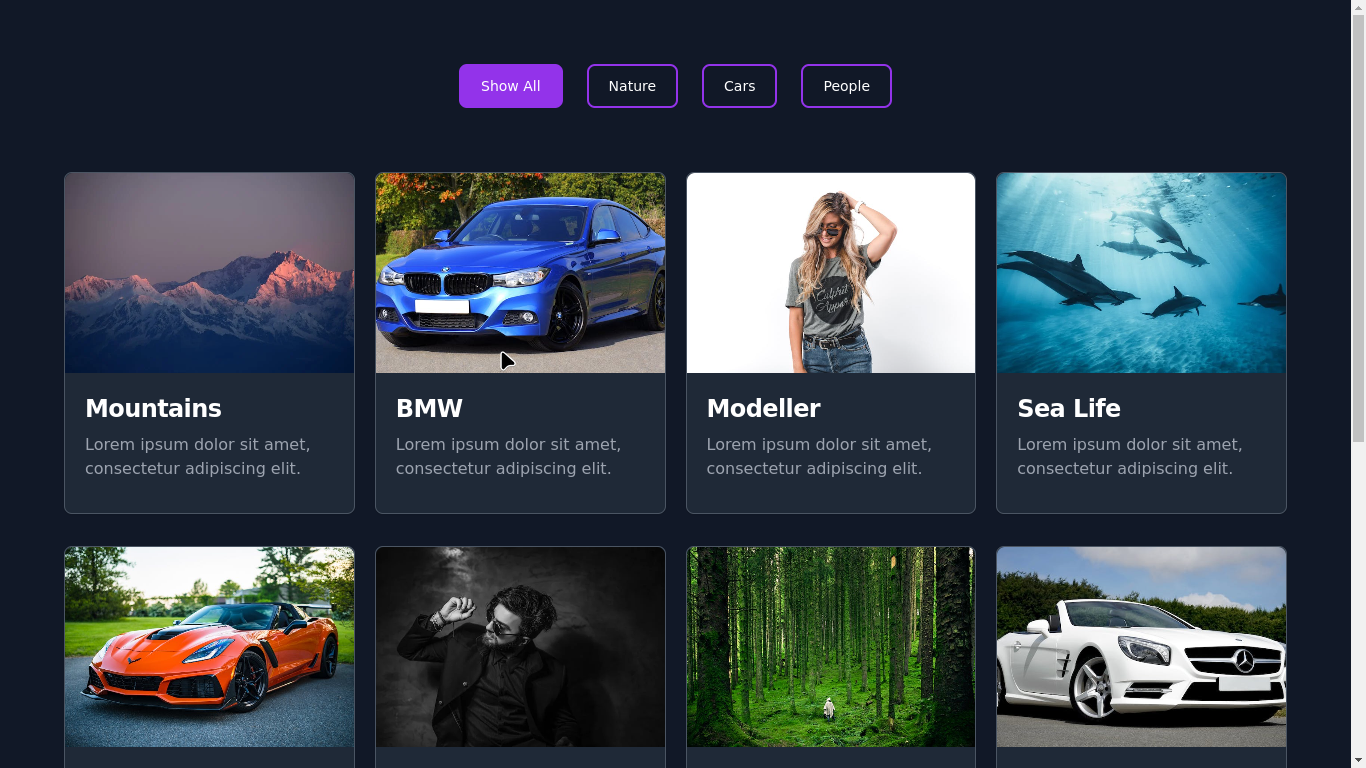 Show All
Nature
Cars
People
Mountains
Lorem ipsum dolor sit amet,
consectetur adipiscing elit.
BMW
Lorem ipsum dolor sit amet,
consectetur adipiscing elit.
Culprit
Appar
Modeller
Lorem ipsum dolor sit amet,
consectetur adipiscing elit.
Sea Life
Lorem ipsum dolor sit amet,
consectetur adipiscing elit.